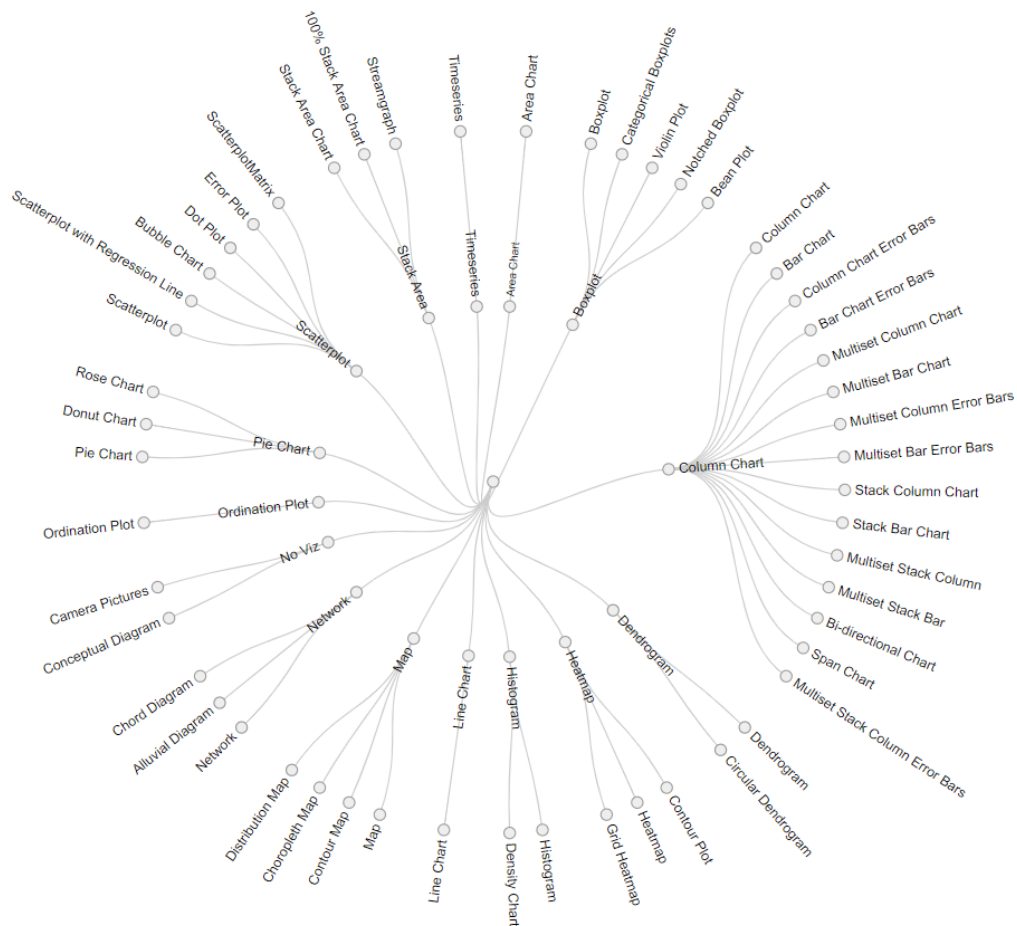 100% Stack Area Chart
Stack Area Chart
Streamgraph
Timeseries
Area Chart
Boxplot
Categorical Boxplots
Violin Plot
Notched Boxplot
Bean Plot
ScatterplotMatrix
Error Plot
Dot Plot
Bubble Chart
Scatterplot with Regression Line
Scatterplot
Stack Area
Timeseries
Area Chart
Boxplot
Scatterplot
Column Chart
Bar Chart
Column Chart Error Bars
Bar Chart Error Bars
Multiset Column Chart
Multiset Bar Chart
Multiset Column Error Bars
Multiset Bar Error Bars
Column Chart
Stack Column Chart
Stack Bar Chart
Multiset Stack Column
Multiset Stack Bar
Bi-directional Chart
Span Chart
Multiset Stack Column Error Bars
Rose Chart
Donut Chart
Pie Chart
Pie Chart
Ordination Plot
Ordination Plot
No Viz
Camera Pictures
Conceptual Diagram
Network
Chord Diagram
Alluvial Diagram
Network
Map
Distribution Map
Choropleth Map
Contour Map
Map
Line Chart
Line Chart
Histogram
Density Chart
Histogram
Heatmap
Grid Heatmap
Heatmap
Contour Plot
Dendrogram
Circular Dendrogram
Dendrogram